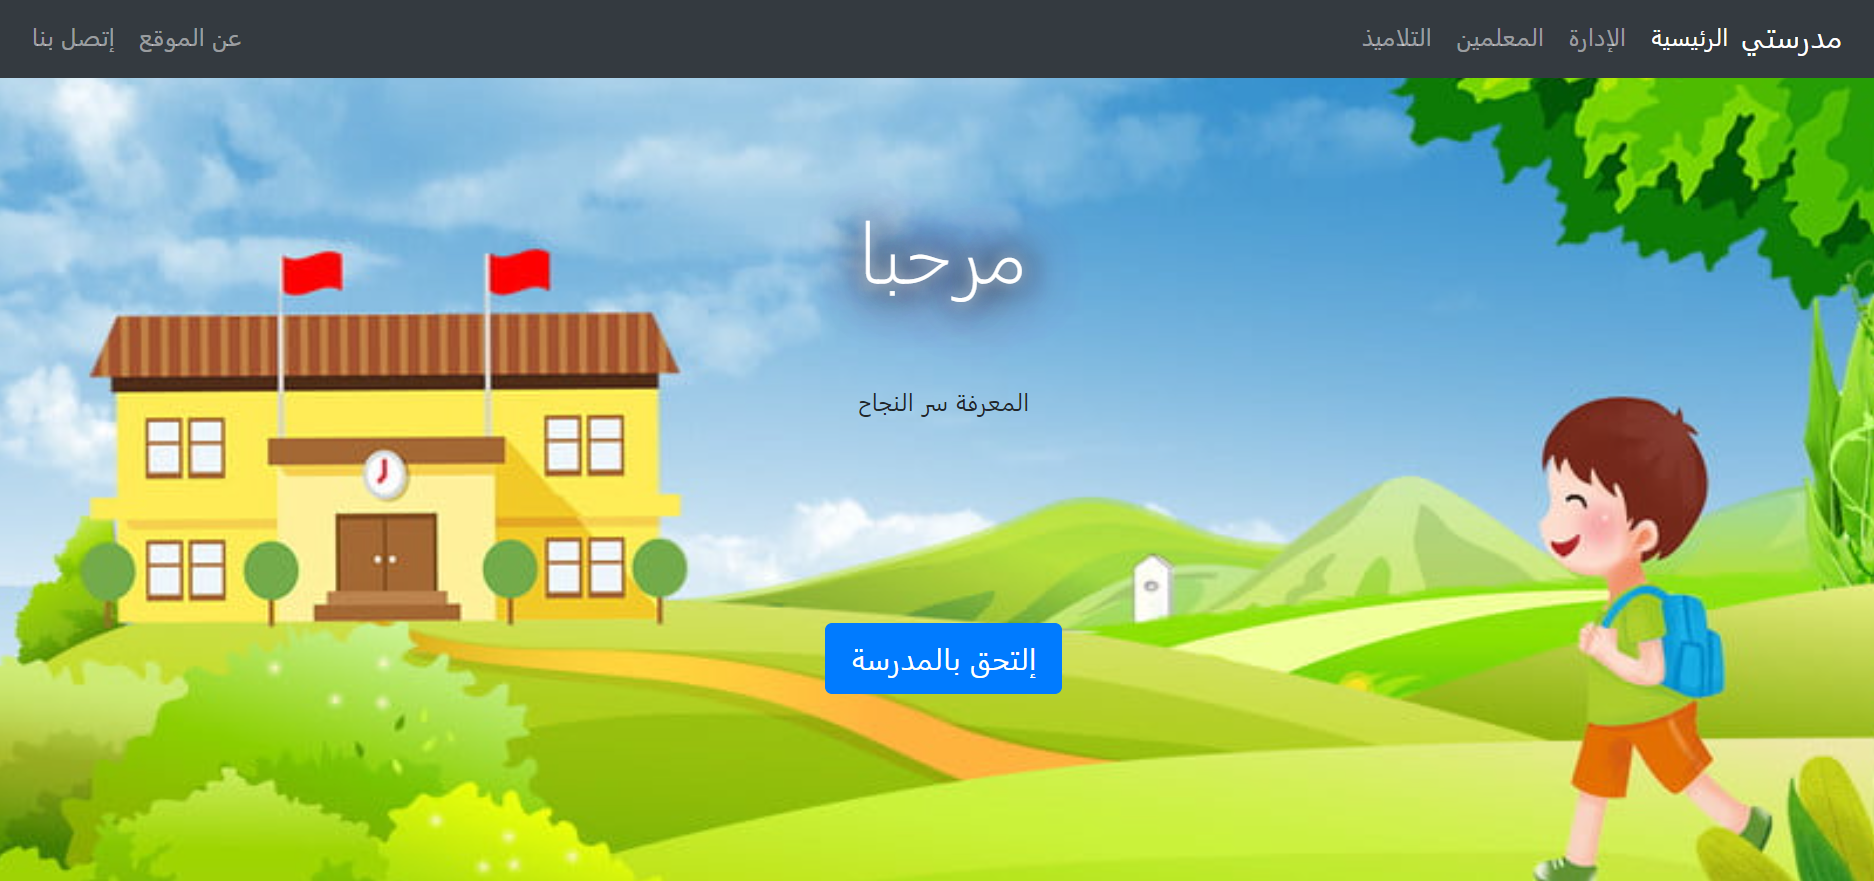 مدرستي الرئيسية الإدارة المعلمين التلاميذ عن الموقع إتصل بنا
مرحبا
المعرفة سر النجاح
إلتحق بالمدرسة